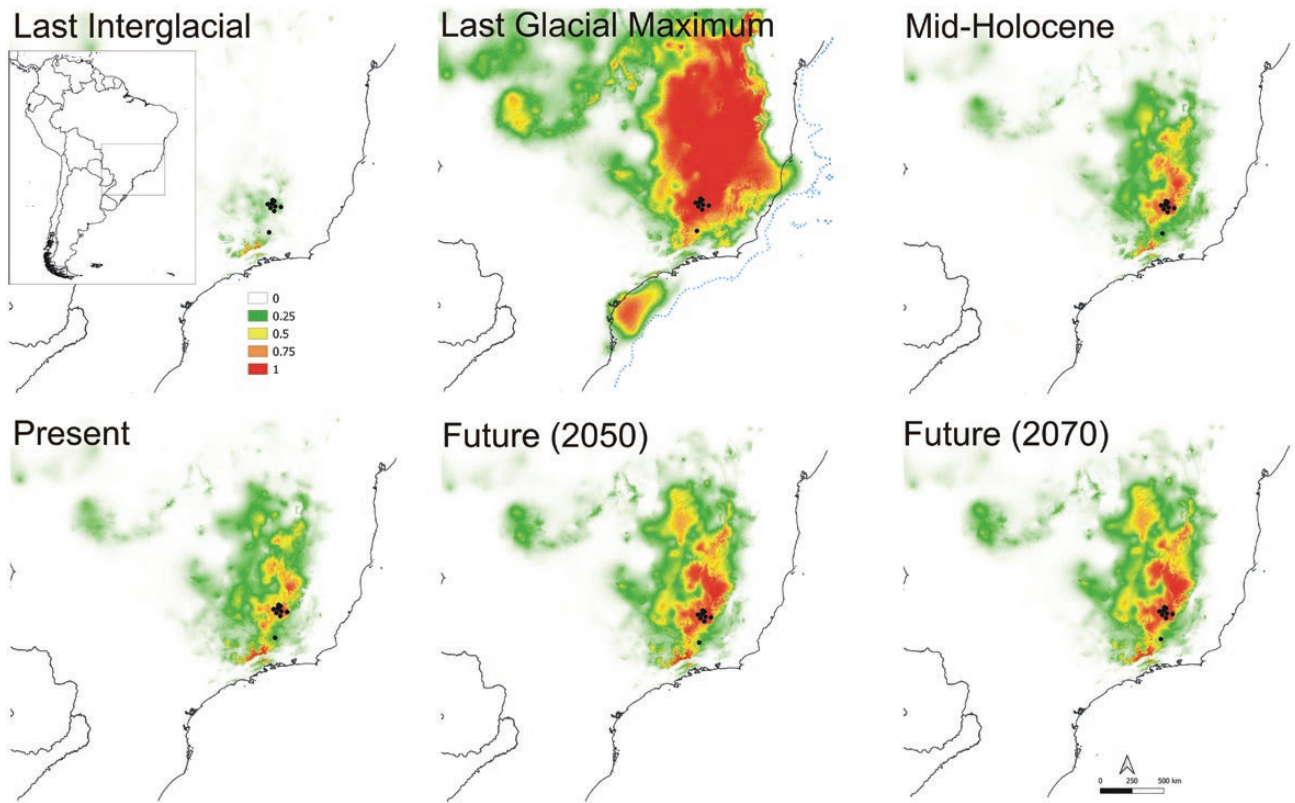 Last Interglacial
Last Glacial Maximum
Mid-Holocene
0
0.25
0.5
0.75
1
Present
Future (2050)
Future (2070)
0 250 500 km